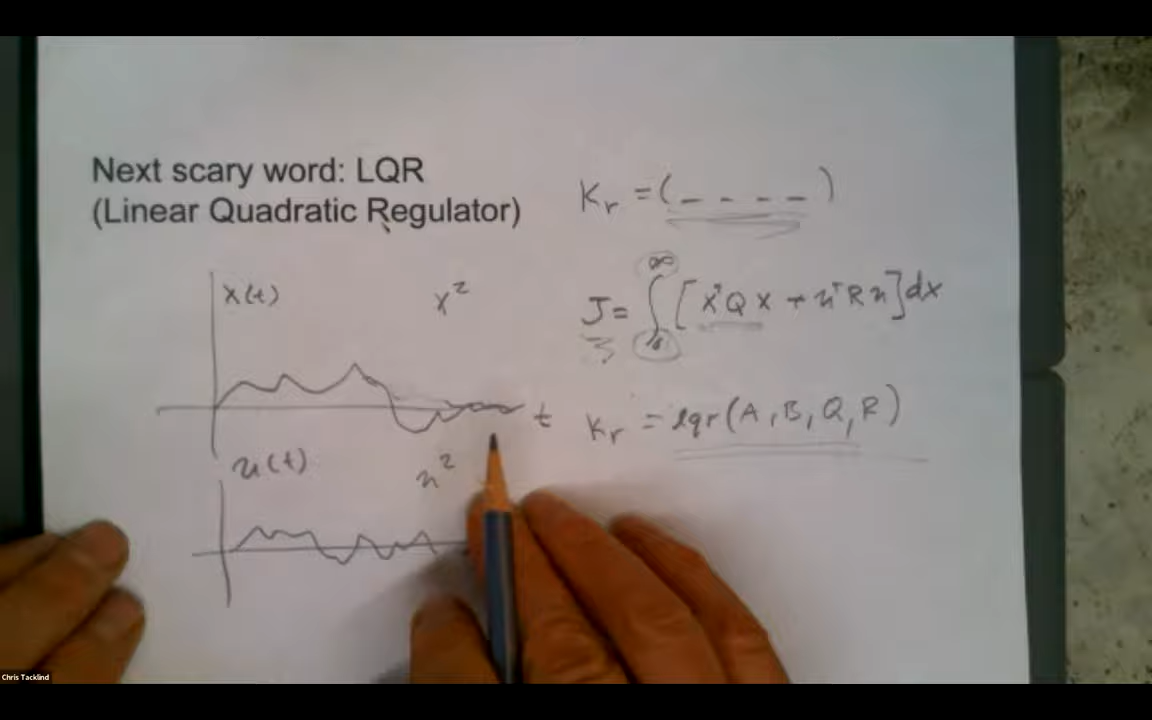 Next scary word: LQR
(Linear Quadratic Regulator)
Kr = ( _ _ _ _ )
x(t)
x²
J = ∫ [xᵀQx + uᵀRu]dx
∞
t
Kr = lqr(A, B, Q, R)
u(t)
u²
Chris Tacklind